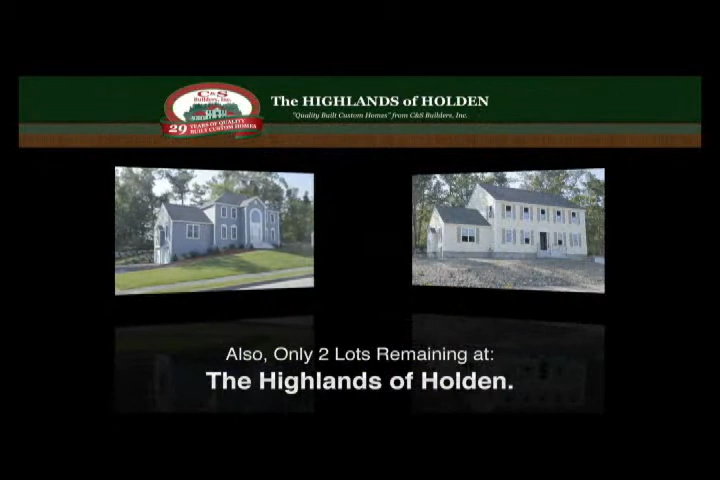 C&S
Builders, Inc.
29 YEARS OF QUALITY
BUILT CUSTOM HOMES
The HIGHLANDS of HOLDEN
"Quality Built Custom Homes" from C&S Builders, Inc.
Also, Only 2 Lots Remaining at:
The Highlands of Holden.